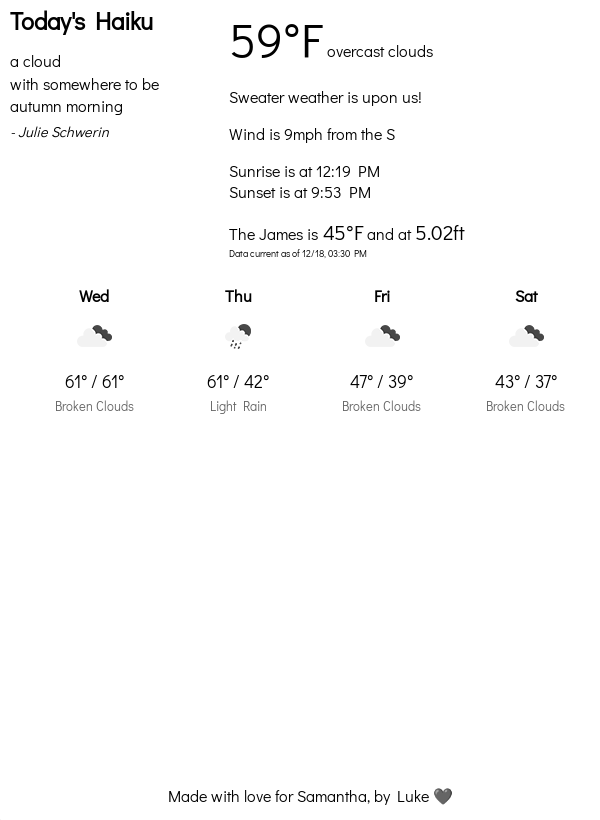 Today's Haiku
a cloud
with somewhere to be
autumn morning
- Julie Schwerin
59°F overcast clouds
Sweater weather is upon us!
Wind is 9mph from the S
Sunrise is at 12:19 PM
Sunset is at 9:53 PM
The James is 45°F and at 5.02ft
Data current as of 12/18, 03:30 PM
Wed Thu Fri Sat
61° / 61° 61° / 42° 47° / 39° 43° / 37°
Broken Clouds Light Rain Broken Clouds Broken Clouds
Made with love for Samantha, by Luke 🖤